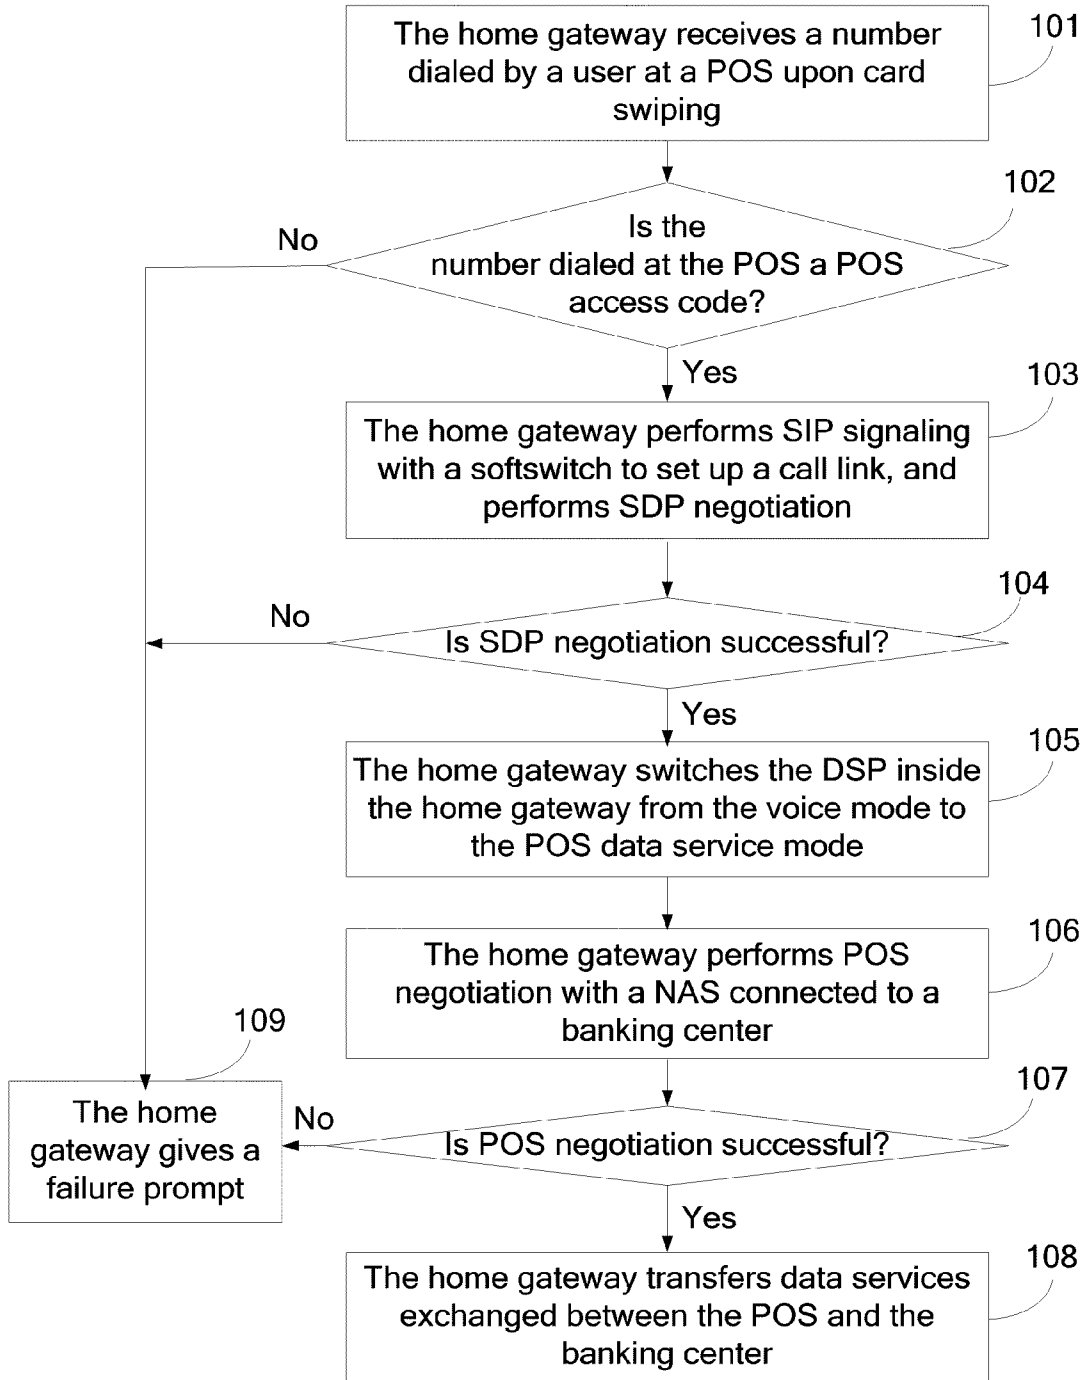 The home gateway receives a number
dialed by a user at a POS upon card
swiping
101
102
No
Is the
number dialed at the POS a POS
access code?
Yes
103
The home gateway performs SIP signaling
with a softswitch to set up a call link, and
performs SDP negotiation
104
No
Is SDP negotiation successful?
Yes
105
The home gateway switches the DSP inside
the home gateway from the voice mode to
the POS data service mode
106
The home gateway performs POS
negotiation with a NAS connected to a
banking center
109
107
The home
gateway gives a
failure prompt
No
Is POS negotiation successful?
Yes
108
The home gateway transfers data services
exchanged between the POS and the
banking center